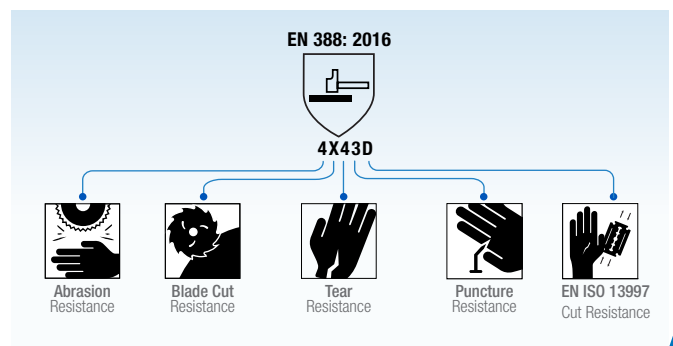 EN 388: 2016
4X43D
Abrasion
Resistance
Blade Cut
Resistance
Tear
Resistance
Puncture
Resistance
EN ISO 13997
Cut Resistance